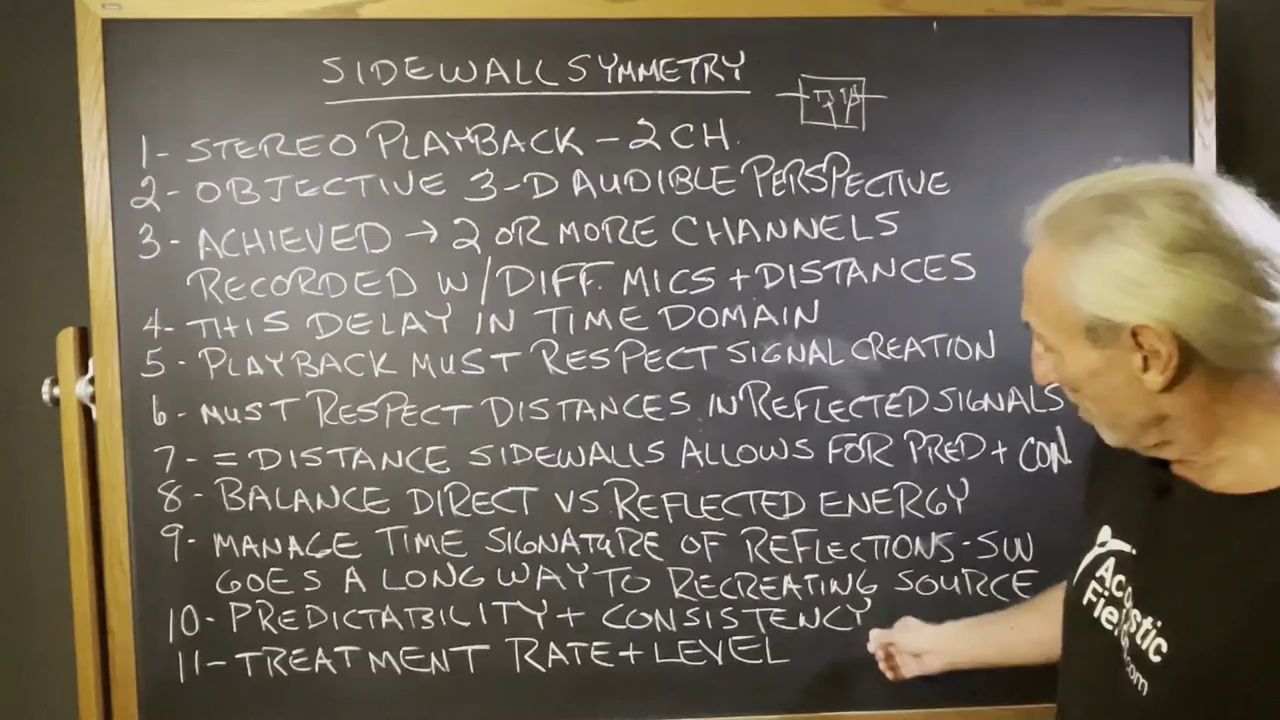 SIDEWALL SYMMETRY
1- STEREO PLAYBACK - 2 CH.
2- OBJECTIVE 3-D AUDIBLE PERSPECTIVE
3- ACHIEVED → 2 OR MORE CHANNELS
RECORDED W/DIFF. MICS + DISTANCES
4- THIS DELAY IN TIME DOMAIN
5- PLAYBACK MUST RESPECT SIGNAL CREATION
6- MUST RESPECT DISTANCES IN REFLECTED SIGNALS
7- = DISTANCE SIDEWALLS ALLOWS FOR PRED + CON
8- BALANCE DIRECT VS. REFLECTED ENERGY
9- MANAGE TIME SIGNATURE OF REFLECTIONS-SW
GOES A LONG WAY TO RECREATING SOURCE
10- PREDICTABILITY + CONSISTENCY
11- TREATMENT RATE + LEVEL
Acoustic
Fields
.com